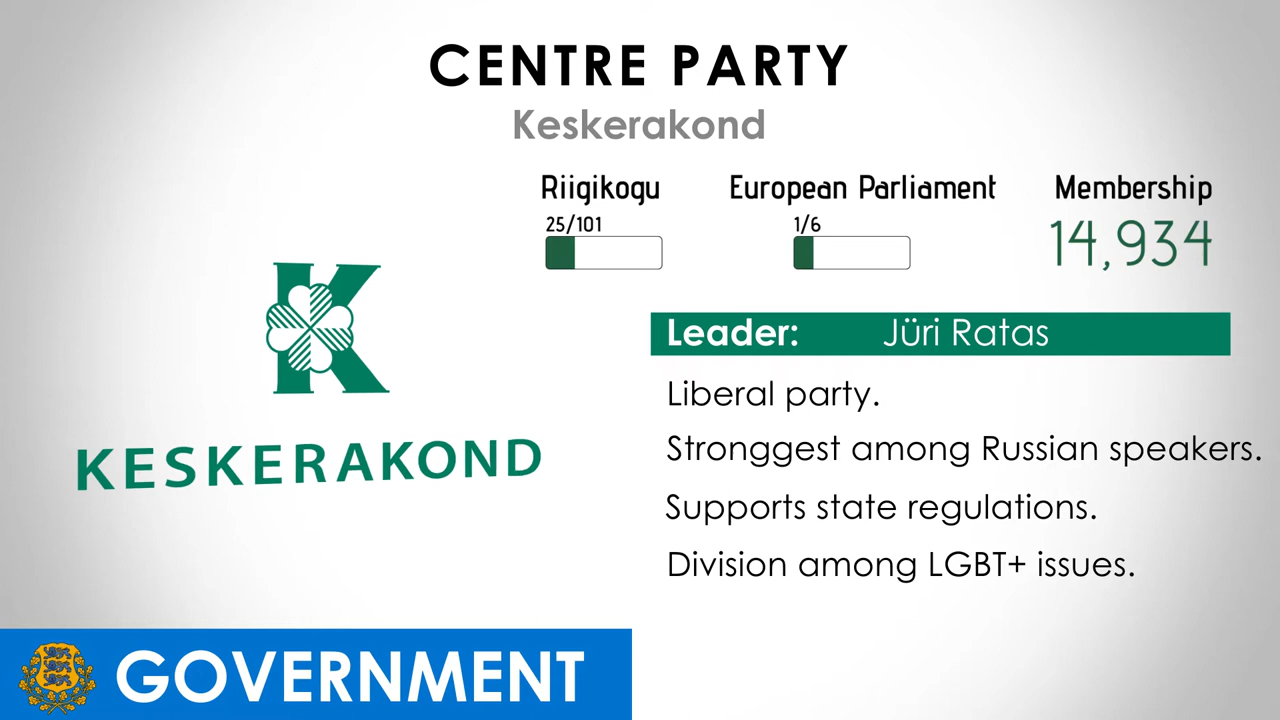 CENTRE PARTY
Keskerakond
Riigikogu
25/101
European Parliament
1/6
Membership
14,934
KESKERAKOND
Leader: Jüri Ratas
Liberal party.
Stronggest among Russian speakers.
Supports state regulations.
Division among LGBT+ issues.
GOVERNMENT